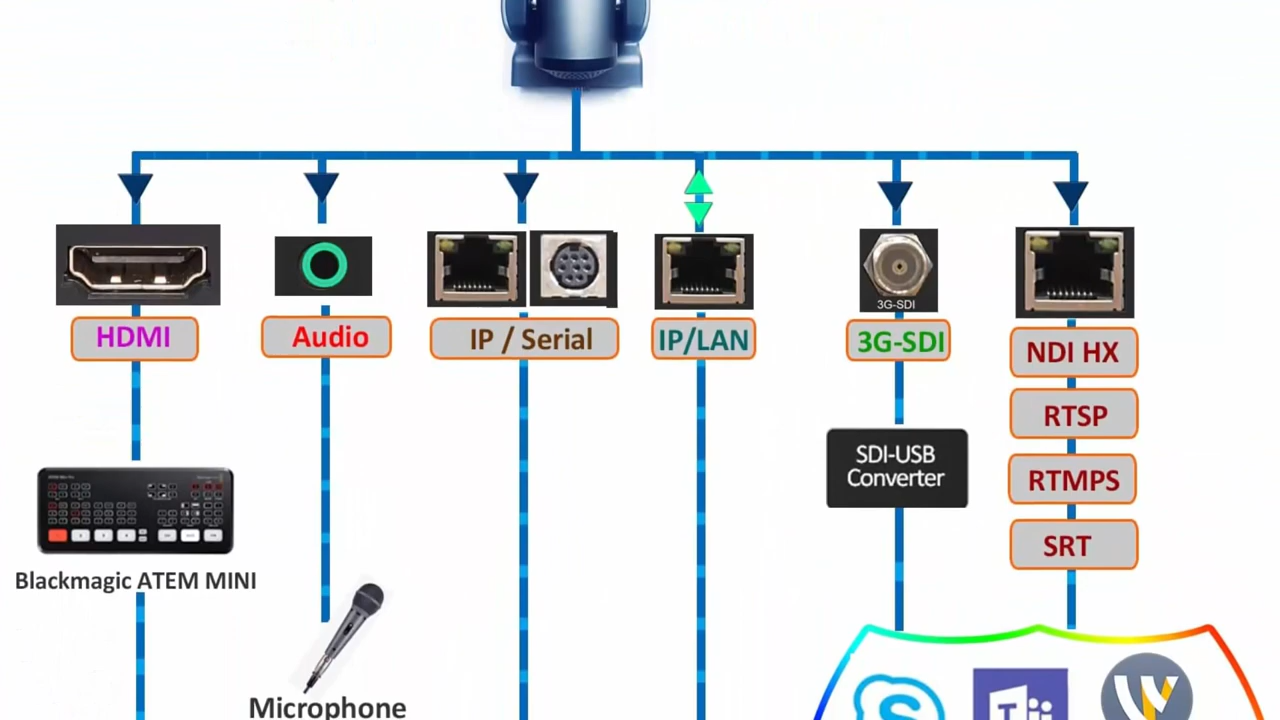 3G-SDI
HDMI
Audio
IP / Serial
IP/LAN
3G-SDI
NDI HX
RTSP
RTMPS
SRT
SDI-USB
Converter
Blackmagic ATEM MINI
Microphone